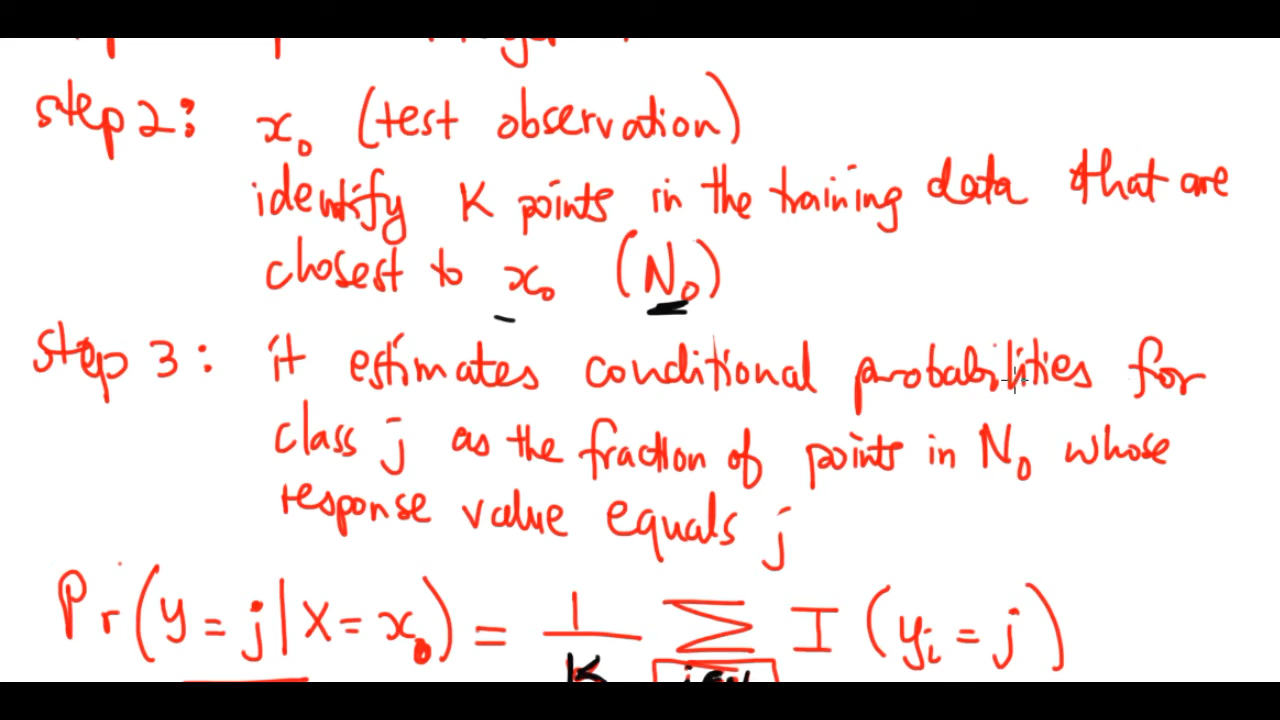 step 2: x₀ (test observation)
identify K points in the training data that are
closest to x₀ (N₀)
step 3: it estimates conditional probabilities for
class j as the fraction of points in N₀ whose
response value equals j
Pr(Y=j|X=x₀) = 1/K Σ I(yᵢ=j)